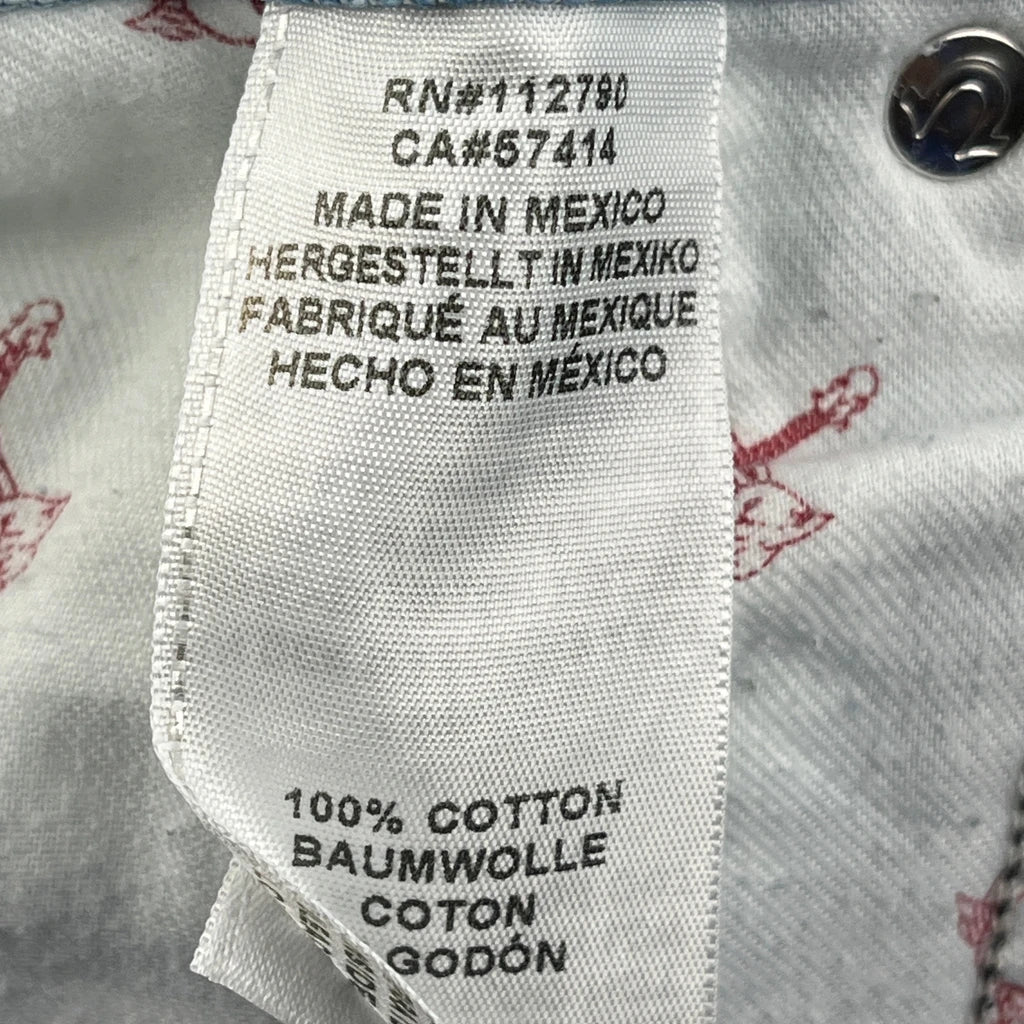 RN#112790
CA#57414
MADE IN MEXICO
HERGESTELLT IN MEXIKO
FABRIQUÉ AU MEXIQUE
HECHO EN MÉXICO
100% COTTON
BAUMWOLLE
COTON
GODÓN